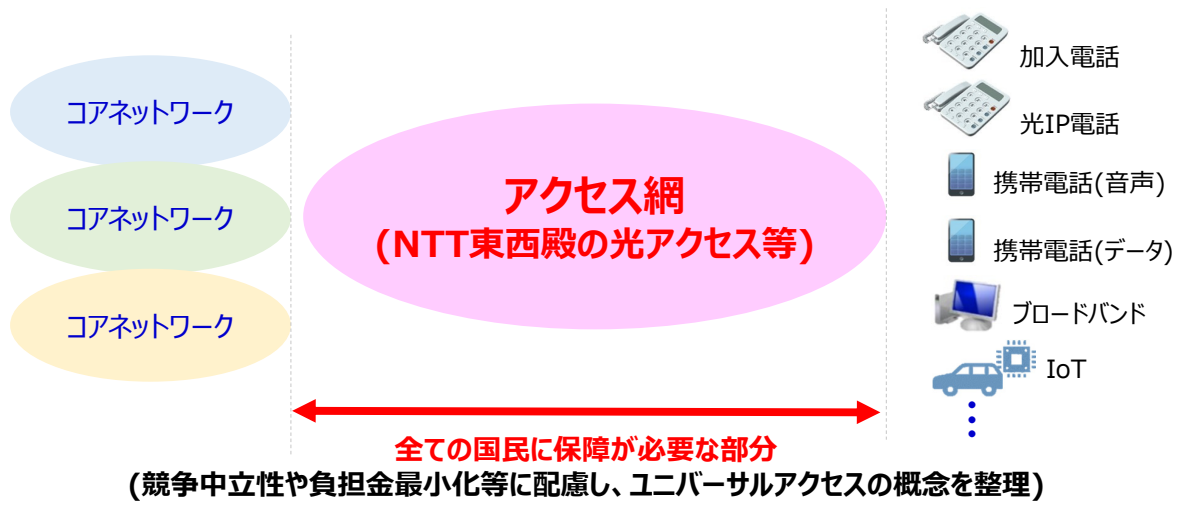 コアネットワーク
コアネットワーク
コアネットワーク
アクセス網
(NTT東西殿の光アクセス等)
加入電話
光IP電話
携帯電話(音声)
携帯電話(データ)
ブロードバンド
IoT
全ての国民に保障が必要な部分
(競争中立性や負担金最小化等に配慮し、ユニバーサルアクセスの概念を整理)